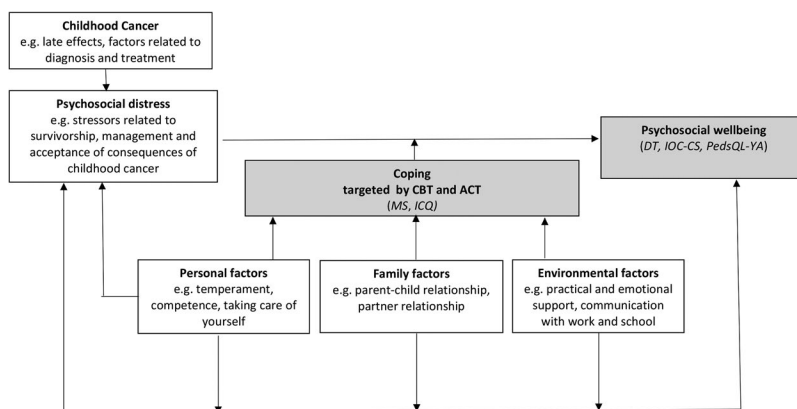 Childhood Cancer
e.g. late effects, factors related to
diagnosis and treatment
Psychosocial distress
e.g. stressors related to
survivorship, management and
acceptance of consequences of
childhood cancer
Psychosocial wellbeing
(DT, IOC-CS, PedsQL-YA)
Coping
targeted by CBT and ACT
(MS, ICQ)
Personal factors
e.g. temperament,
competence, taking care of
yourself
Family factors
e.g. parent-child relationship,
partner relationship
Environmental factors
e.g. practical and emotional
support, communication
with work and school